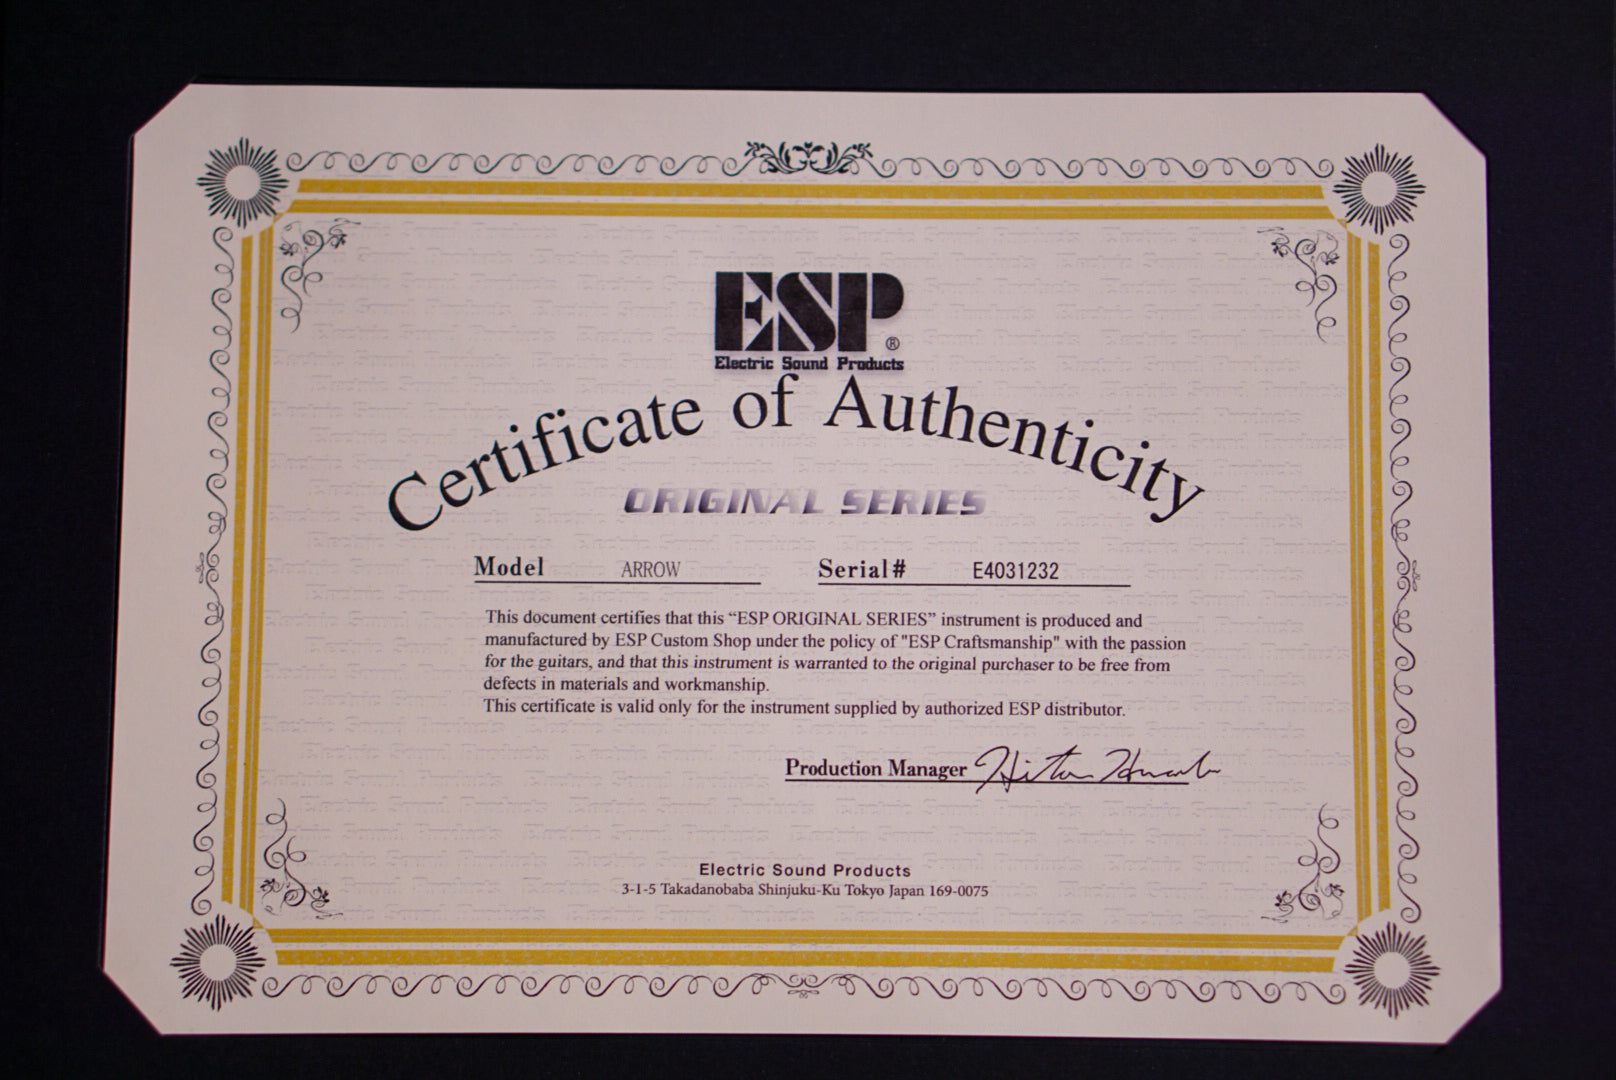 ESP®
Electric Sound Products
Certificate of Authenticity
ORIGINAL SERIES
Model ARROW Serial# E4031232
This document certifies that this “ESP ORIGINAL SERIES” instrument is produced and
manufactured by ESP Custom Shop under the policy of "ESP Craftsmanship" with the passion
for the guitars, and that this instrument is warranted to the original purchaser to be free from
defects in materials and workmanship.
This certificate is valid only for the instrument supplied by authorized ESP distributor.
Production Manager
Electric Sound Products
3-1-5 Takadanobaba Shinjuku-Ku Tokyo Japan 169-0075